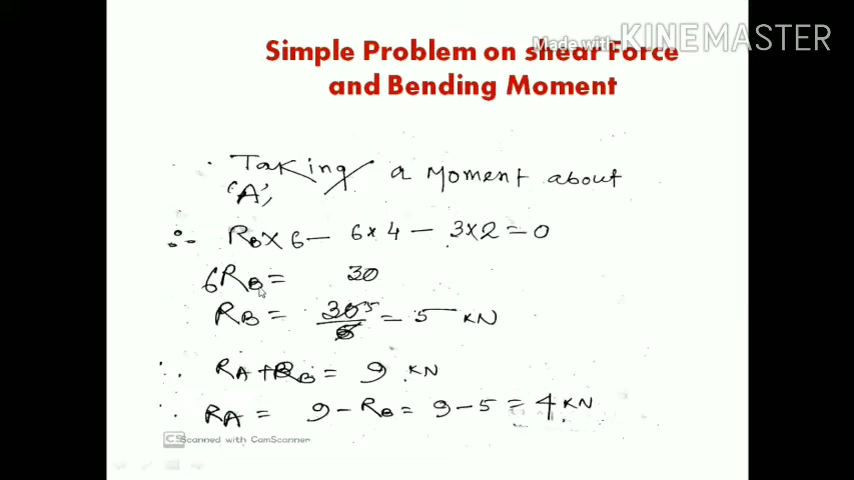 Made with KINEMASTER
Simple Problem on shear Force
and Bending Moment
Taking a Moment about
'A',
∴ RB×6 - 6×4 - 3×2 = 0
6RB = 30
RB = 30/6 5 = 5 KN
∴ RA+RB = 9 KN
∴ RA = 9 - RB = 9 - 5 = 4 KN
CS Scanned with CamScanner